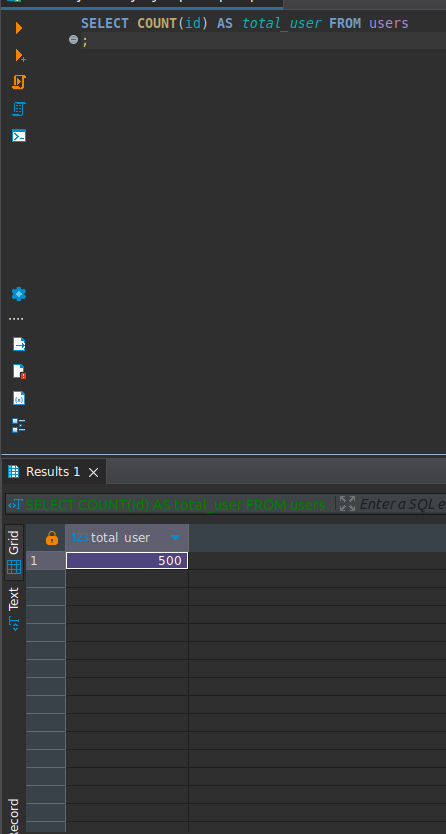 SELECT COUNT(id) AS total_user FROM users
;
Results 1
SELECT COUNT(id) AS total_user FROM users
Enter a SQL e
Grid
Text
Record
123 total_user
1
500